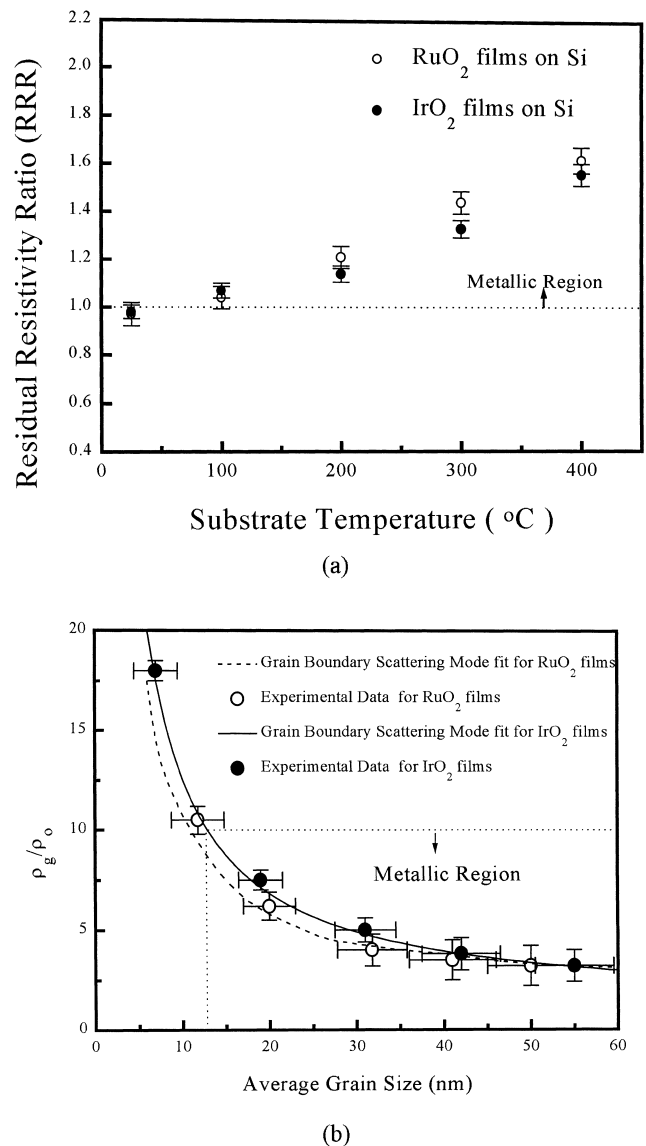 2.2
2.0
1.8
1.6
1.4
1.2
1.0
0.8
0.6
0.4
Residual Resistivity Ratio (RRR)
RuO2 films on Si
IrO2 films on Si
Metallic Region
0 100 200 300 400
Substrate Temperature ( oC )
(a)
20
15
10
5
0
ρg/ρo
Grain Boundary Scattering Mode fit for RuO2 films
Experimental Data for RuO2 films
Grain Boundary Scattering Mode fit for IrO2 films
Experimental Data for IrO2 films
Metallic Region
0 10 20 30 40 50 60
Average Grain Size (nm)
(b)